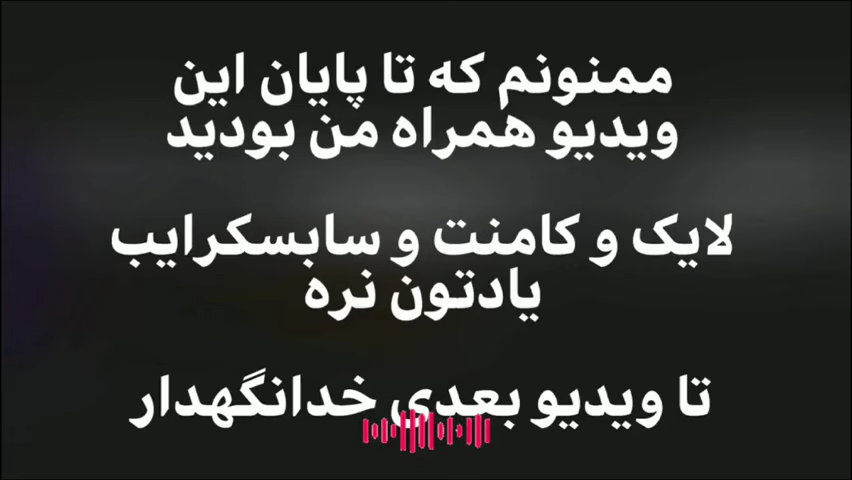 ممنونم که تا پایان این
ویدیو همراه من بودید
لایک و کامنت و سابسکرایب
یادتون نره
تا ویدیو بعدی خدانگهدار